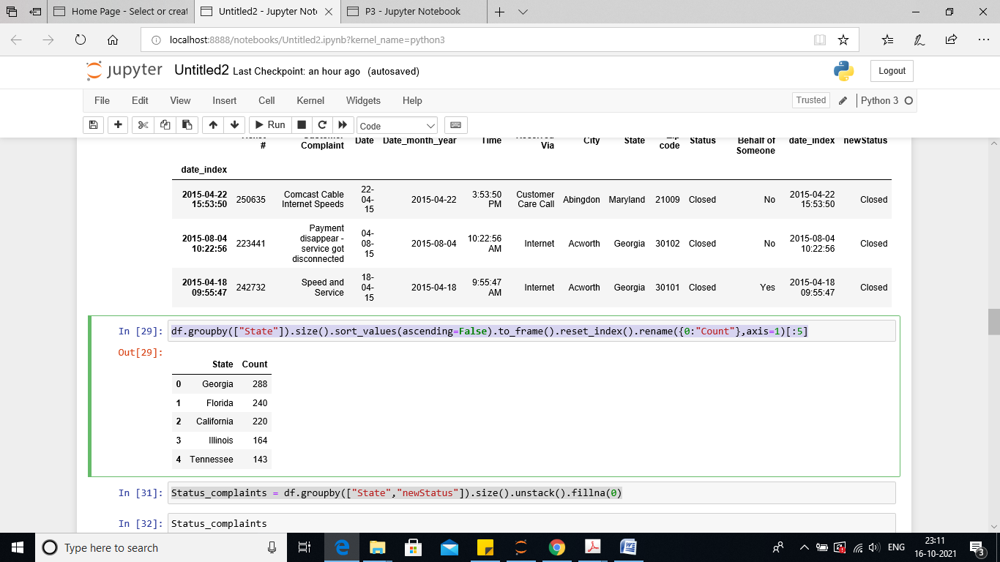 Home Page - Select or creat
Untitled2 - Jupyter Note
P3 - Jupyter Notebook
localhost:8888/notebooks/Untitled2.ipynb?kernel_name=python3
jupyter Untitled2 Last Checkpoint: an hour ago (autosaved)
Logout
File Edit View Insert Cell Kernel Widgets Help
Trusted Python 3
Run Code
Customer Date Date_month_year Time City State Status Behalf of date_index newStatus
# Complaint Via code Someone
date_index
2015-04-22 15:53:50 250635 Comcast Cable Internet Speeds 22-04-15 2015-04-22 3:53:50 PM Customer Care Call Abingdon Maryland 21009 Closed No 2015-04-22 15:53:50 Closed
2015-08-04 10:22:56 223441 Payment disappear - service got disconnected 04-08-15 2015-08-04 10:22:56 AM Internet Acworth Georgia 30102 Closed No 2015-08-04 10:22:56 Closed
2015-04-18 09:55:47 242732 Speed and Service 18-04-15 2015-04-18 9:55:47 AM Internet Acworth Georgia 30101 Closed Yes 2015-04-18 09:55:47 Closed
In [29]: df.groupby(["State"]).size().sort_values(ascending=False).to_frame().reset_index().rename({0:"Count"},axis=1)[:5]
Out[29]:
State Count
0 Georgia 288
1 Florida 240
2 California 220
3 Illinois 164
4 Tennessee 143
In [31]: Status_complaints = df.groupby(["State","newStatus"]).size().unstack().fillna(0)
In [32]: Status_complaints
Type here to search
ENG
23:11
16-10-2021
3